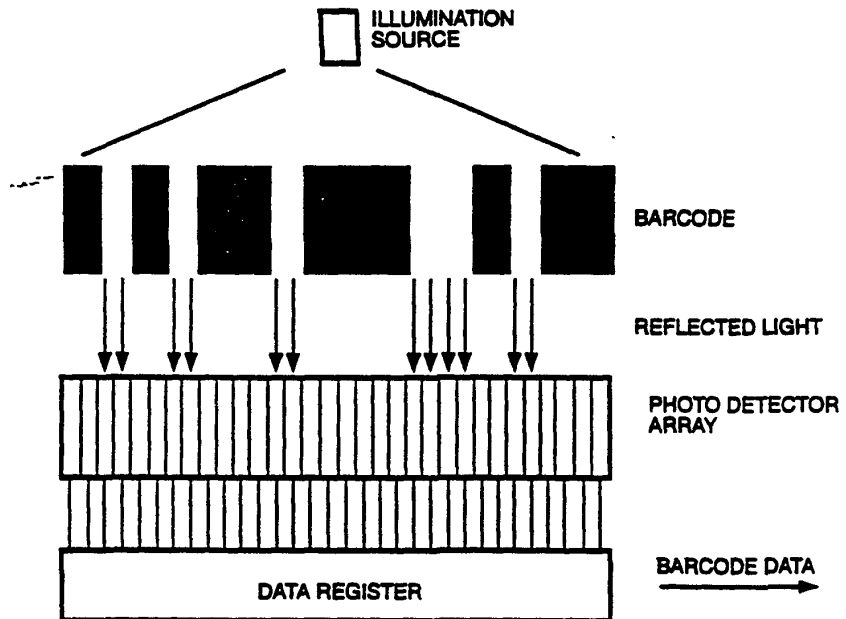 ILLUMINATION
SOURCE
BARCODE
REFLECTED LIGHT
PHOTO DETECTOR
ARRAY
BARCODE DATA
DATA REGISTER